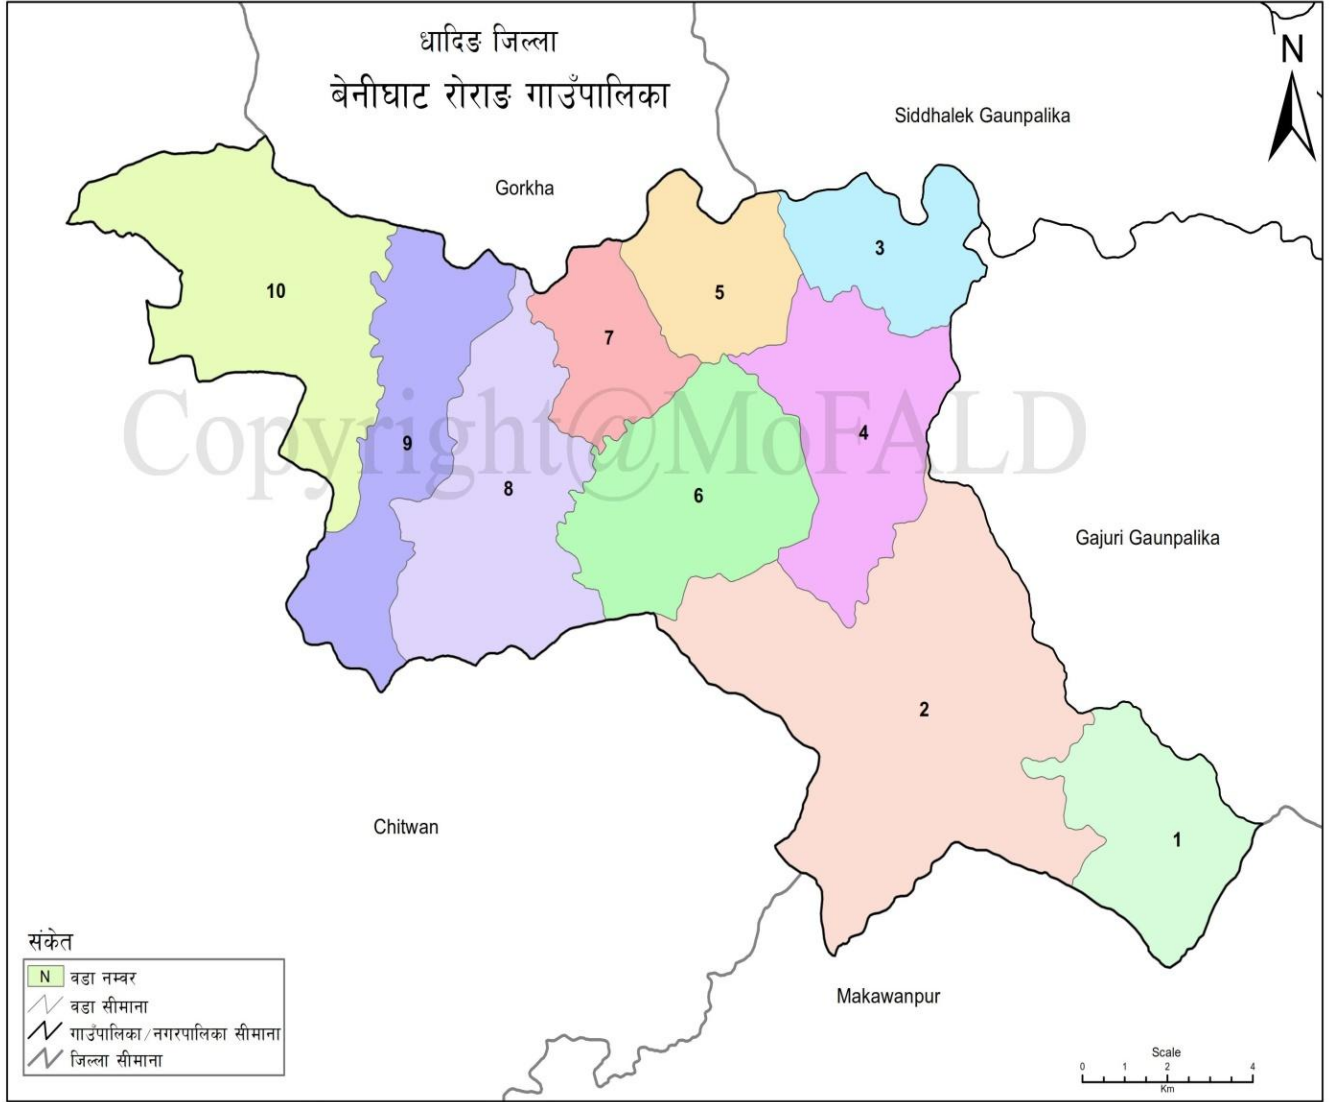 धादिङ जिल्ला
बेनीघाट रोराङ गाउँपालिका
N
Siddhalek Gaunpalika
Gorkha
3
10
5
7
Copyright@MoFALD
4
9
8
6
Gajuri Gaunpalika
2
Chitwan
1
संकेत
N वडा नम्बर
वडा सीमाना
गाउँपालिका/नगरपालिका सीमाना
जिल्ला सीमाना
Makawanpur
Scale
0 1 2 4
Km